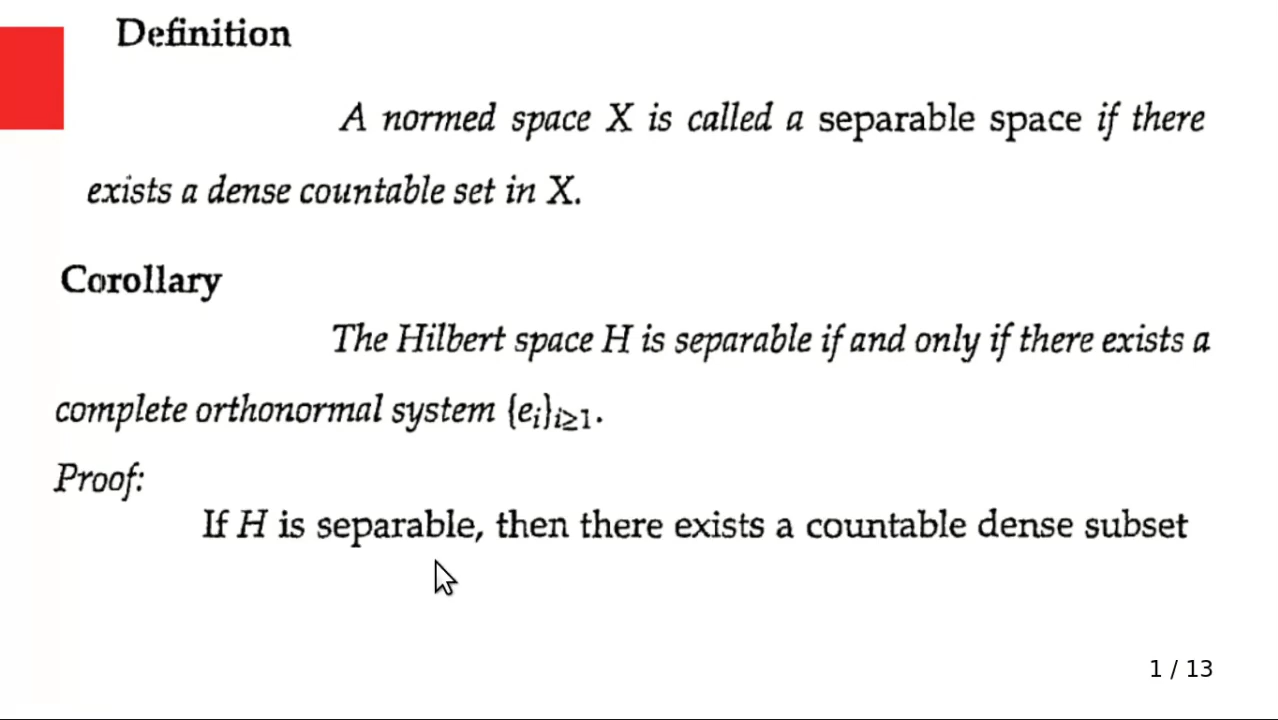 Definition
A normed space X is called a separable space if there
exists a dense countable set in X.
Corollary
The Hilbert space H is separable if and only if there exists a
complete orthonormal system {eᵢ}ᵢ≥₁.
Proof:
If H is separable, then there exists a countable dense subset
1 / 13